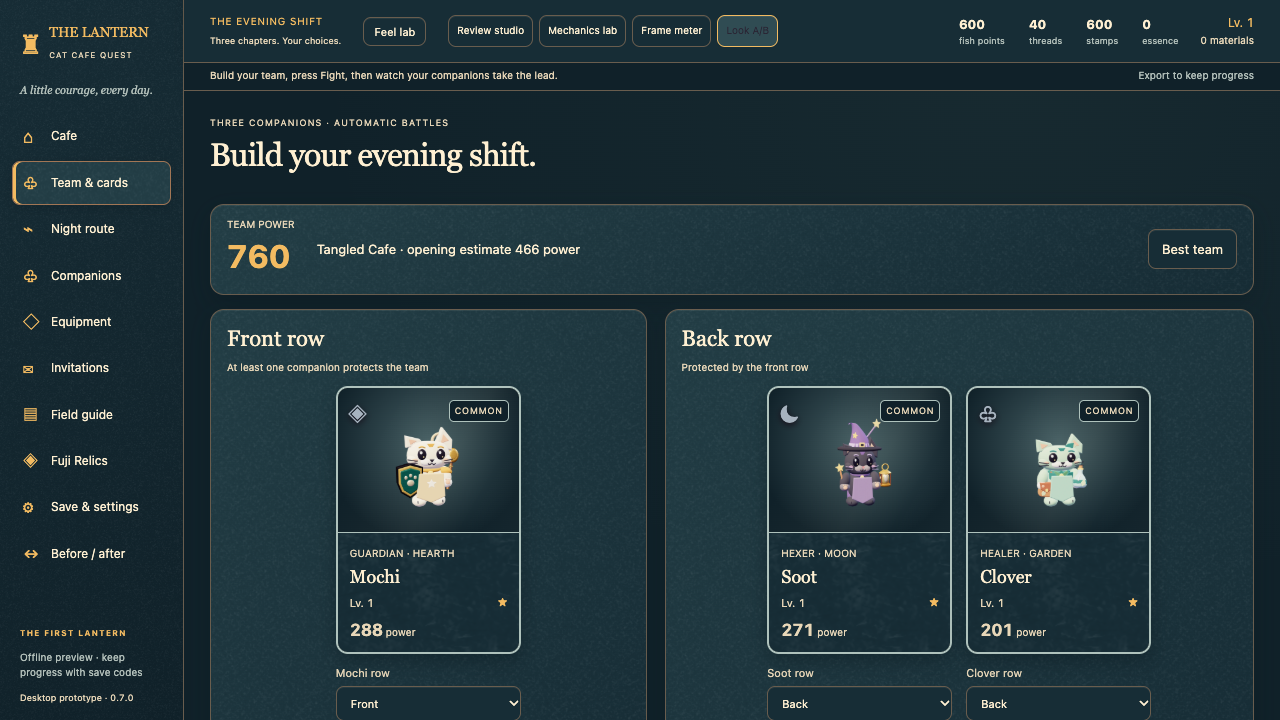 THE LANTERN
CAT CAFE QUEST
A little courage, every day.
Cafe
Team & cards
Night route
Companions
Equipment
Invitations
Field guide
Fuji Relics
Save & settings
Before / after
THE FIRST LANTERN
Offline preview · keep
progress with save codes
Desktop prototype · 0.7.0
THE EVENING SHIFT
Three chapters. Your choices.
Feel lab
Review studio
Mechanics lab
Frame meter
Look A/B
600
fish points
40
threads
600
stamps
0
essence
Lv. 1
0 materials
Build your team, press Fight, then watch your companions take the lead.
Export to keep progress
THREE COMPANIONS · AUTOMATIC BATTLES
Build your evening shift.
TEAM POWER
760
Tangled Cafe · opening estimate 466 power
Best team
Front row
At least one companion protects the team
COMMON
GUARDIAN · HEARTH
Mochi
Lv. 1
288 power
Mochi row
Front
Back row
Protected by the front row
COMMON
HEXER · MOON
Soot
Lv. 1
271 power
Soot row
Back
COMMON
HEALER · GARDEN
Clover
Lv. 1
201 power
Clover row
Back